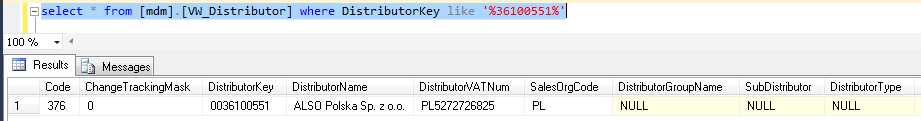 select * from [mdm].[VW_Distributor] where DistributorKey like '%36100551%'
100 %
Results Messages
Code ChangeTrackingMask DistributorKey DistributorName DistributorVATNum SalesOrgCode DistributorGroupName SubDistributor DistributorType
1 376 0 0036100551 ALSO Polska Sp. z o.o. PL5272726825 PL NULL NULL NULL